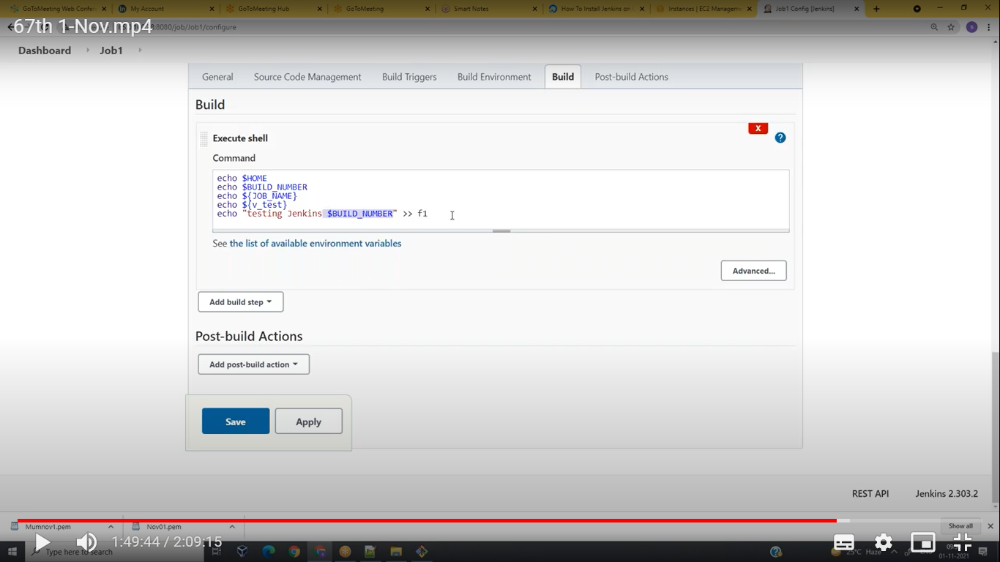 GoToMeeting Web Confer
My Account
GoToMeeting Hub
GoToMeeting
Smart Notes
How To Install Jenkins on
Instances | EC2 Managem
Job1 Config [Jenkins]
67th 1-Nov.mp4
:8080/job/Job1/configure
Dashboard
Job1
General
Source Code Management
Build Triggers
Build Environment
Build
Post-build Actions
Build
X
Execute shell
?
Command
echo $HOME
echo $BUILD_NUMBER
echo ${JOB_NAME}
echo ${v_test}
echo "testing Jenkins $BUILD_NUMBER" >> f1
See the list of available environment variables
Advanced...
Add build step
Post-build Actions
Add post-build action
Save
Apply
REST API
Jenkins 2.303.2
Mumnov1.pem
Nov01.pem
Show all
1:49:44 / 2:09:15
Type here to search
25°C Haze
01-11-2021